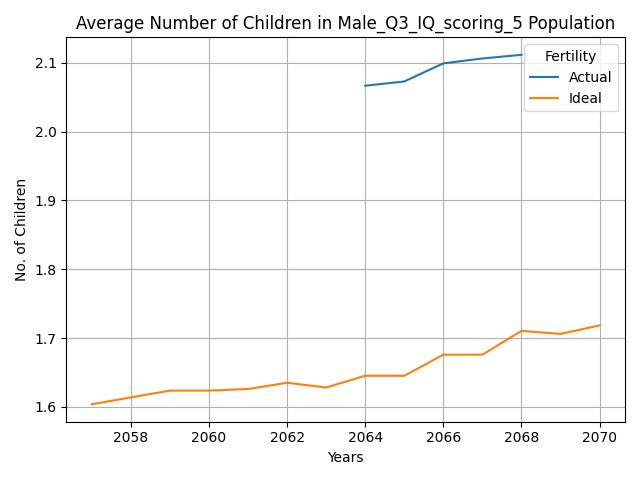 Average Number of Children in Male_Q3_IQ_scoring_5 Population
Fertility
Actual
Ideal
No. of Children
2.1
2.0
1.9
1.8
1.7
1.6
2058 2060 2062 2064 2066 2068 2070
Years